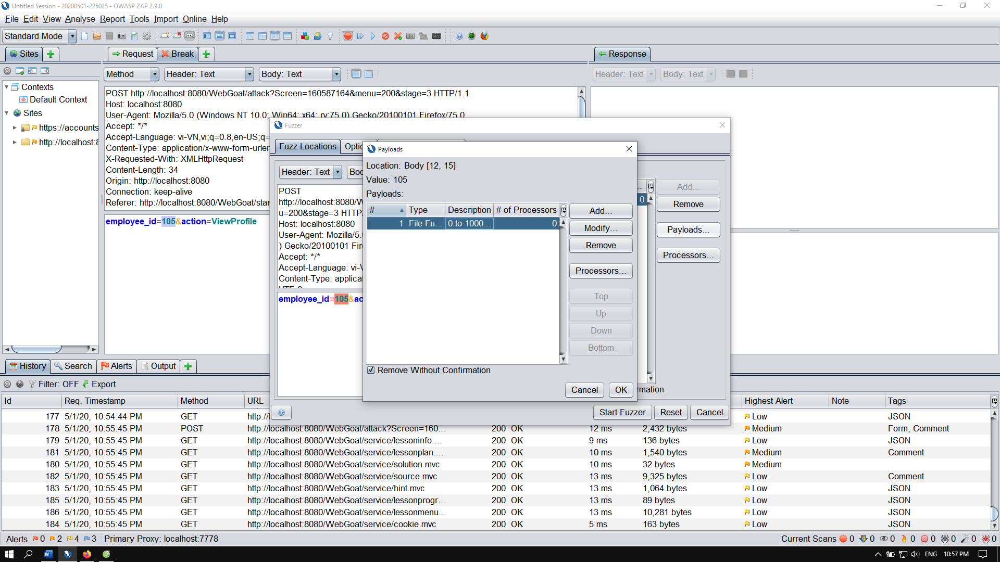 Untitled Session - 20200501-225025 - OWASP ZAP 2.9.0
File Edit View Analyse Report Tools Import Online Help
Standard Mode
Sites
Request Break
Response
Method Header: Text Body: Text
Header: Text Body: Text
Contexts
Default Context
Sites
https://accounts
http://localhost:8
POST http://localhost:8080/WebGoat/attack?Screen=160587164&menu=200&stage=3 HTTP/1.1
Host: localhost:8080
User-Agent: Mozilla/5.0 (Windows NT 10.0; Win64; x64; rv:75.0) Gecko/20100101 Firefox/75.0
Accept: */*
Accept-Language: vi-VN,vi;q=0.8,en-US;q=
Content-Type: application/x-www-form-urler
X-Requested-With: XMLHttpRequest
Content-Length: 34
Origin: http://localhost:8080
Connection: keep-alive
Referer: http://localhost:8080/WebGoat/star
employee_id=105&action=ViewProfile
Fuzzer
Fuzz Locations Optic
Header: Text Boc
POST
http://localhost:8080/W
u=200&stage=3 HTTP/
Host: localhost:8080
User-Agent: Mozilla/5.0
) Gecko/20100101 Fire
Accept: */*
Accept-Language: vi-V
Content-Type: applicat
employee_id=105&ac
0
Add...
Remove
Payloads...
Processors...
rmation
Start Fuzzer Reset Cancel
Payloads
Location: Body [12, 15]
Value: 105
Payloads:
# Type Description # of Processors
1 File Fu... 0 to 1000... 0
Add...
Modify...
Remove
Processors...
Top
Up
Down
Bottom
Remove Without Confirmation
Cancel OK
History Search Alerts Output
Filter: OFF Export
Id Req. Timestamp Method URL Highest Alert Note Tags
177 5/1/20, 10:54:44 PM GET http://l Low JSON
178 5/1/20, 10:55:45 PM POST http://localhost:8080/WebGoat/attack?Screen=160... 200 OK 12 ms 2,432 bytes Medium Form, Comment
179 5/1/20, 10:55:45 PM GET http://localhost:8080/WebGoat/service/lessoninfo.... 200 OK 9 ms 136 bytes Low JSON
181 5/1/20, 10:55:45 PM GET http://localhost:8080/WebGoat/service/lessonplan.... 200 OK 10 ms 1,540 bytes Medium Comment
180 5/1/20, 10:55:45 PM GET http://localhost:8080/WebGoat/service/solution.mvc 200 OK 10 ms 32 bytes Medium
182 5/1/20, 10:55:45 PM GET http://localhost:8080/WebGoat/service/source.mvc 200 OK 13 ms 9,325 bytes Low Comment
183 5/1/20, 10:55:45 PM GET http://localhost:8080/WebGoat/service/hint.mvc 200 OK 13 ms 1,064 bytes Low JSON
185 5/1/20, 10:55:45 PM GET http://localhost:8080/WebGoat/service/lessonprogr... 200 OK 13 ms 89 bytes Low JSON
186 5/1/20, 10:55:45 PM GET http://localhost:8080/WebGoat/service/lessonmenu... 200 OK 13 ms 10,281 bytes Low JSON
184 5/1/20, 10:55:45 PM GET http://localhost:8080/WebGoat/service/cookie.mvc 200 OK 5 ms 163 bytes Low JSON
Alerts 0 2 4 3 Primary Proxy: localhost:7778 Current Scans 0 0 0 0 0 0 0 0
ENG 10:57 PM